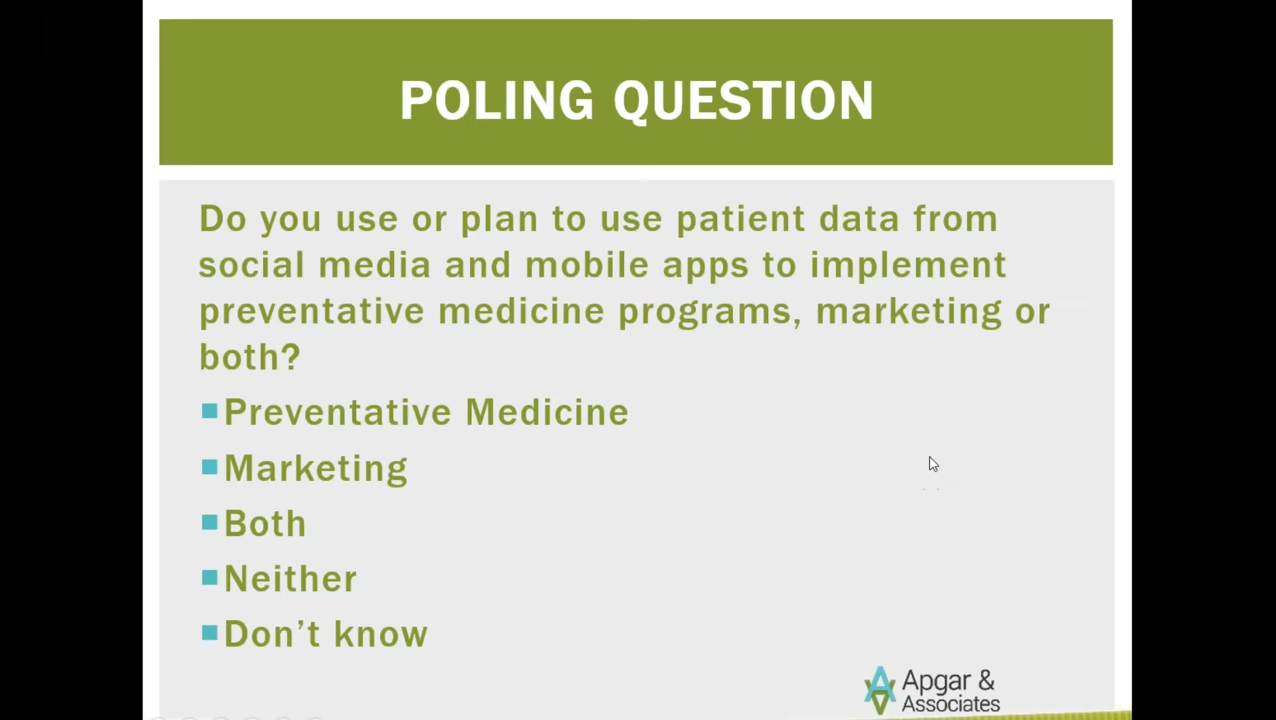 POLING QUESTION
Do you use or plan to use patient data from
social media and mobile apps to implement
preventative medicine programs, marketing or
both?
Preventative Medicine
Marketing
Both
Neither
Don’t know
Apgar &
Associates